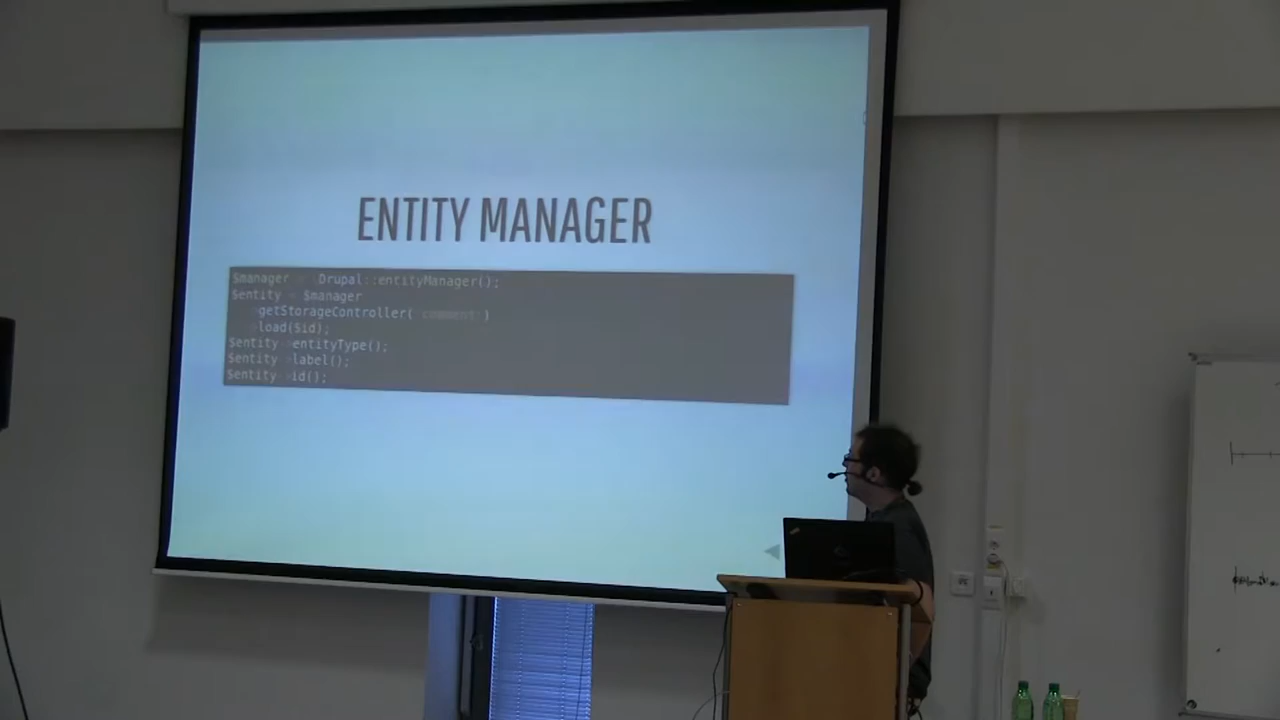 ENTITY MANAGER
$manager = Drupal::entityManager();
$entity = $manager
->getStorageController('comment')
->load($id);
$entity->entityType();
$entity->label();
$entity->id();